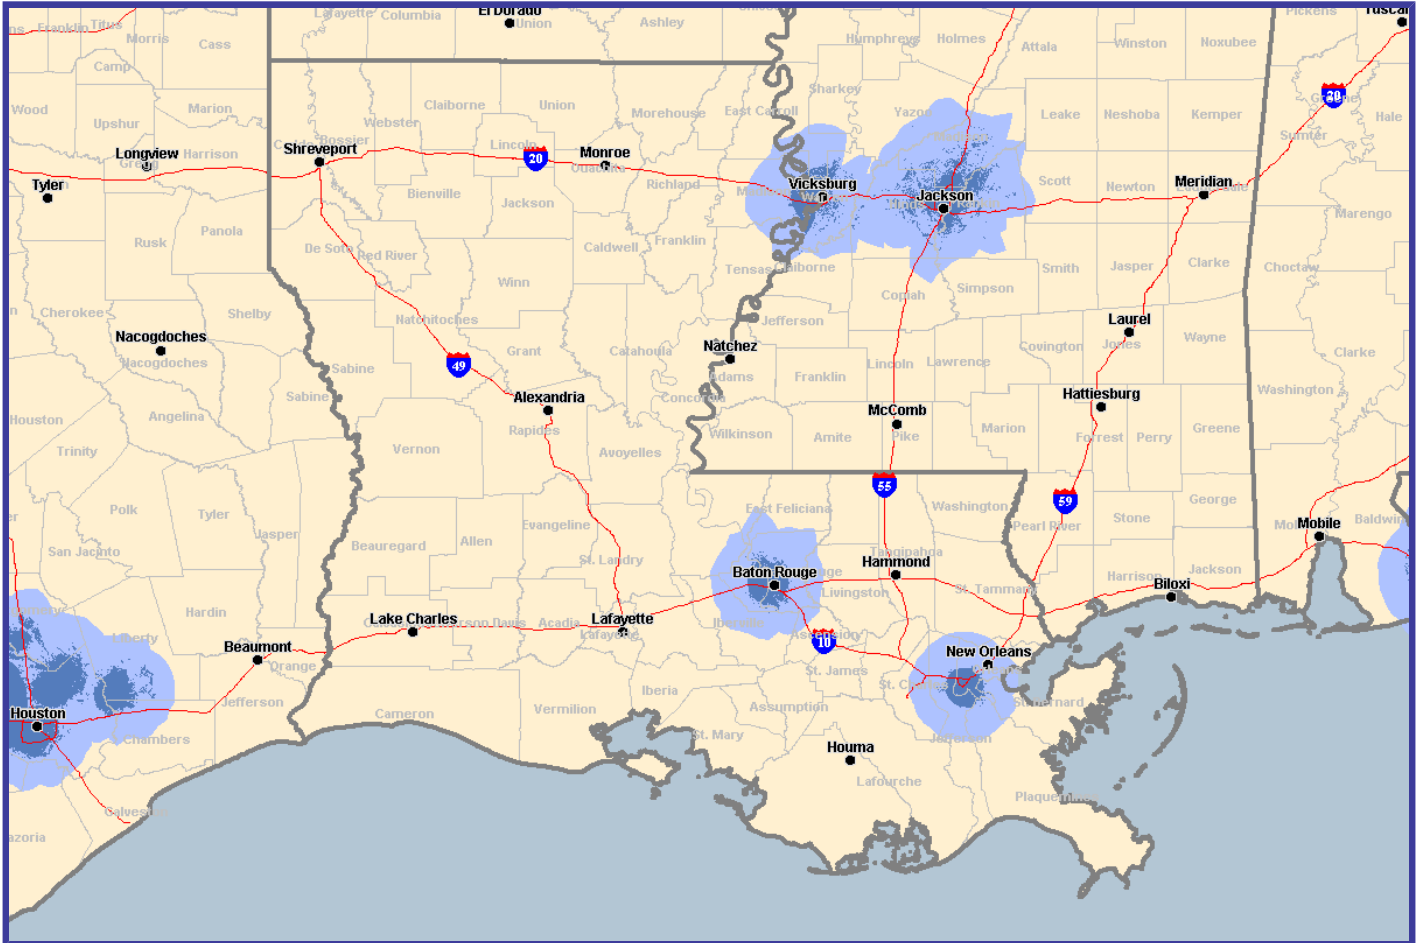 Lafayette
Columbia
El Dorado
Union
Ashley
Pickens
Tuscal
Franklin
Titus
Morris
Cass
Humphreys
Holmes
Attala
Winston
Noxubee
Camp
Wood
Upshur
Marion
Claiborne
Union
Morehouse
East Carroll
Sharkey
Yazoo
Leake
Neshoba
Kemper
20
Greene
Sumter
Hale
Webster
Bossier
Lincoln
Longview
Harrison
Shreveport
20
Monroe
Ouachita
Tyler
Bienville
Jackson
Richland
Vicksburg
Jackson
Scott
Newton
Meridian
Marengo
Rusk
Panola
De Soto
Red River
Caldwell
Franklin
Tensas
Claiborne
Smith
Jasper
Clarke
Choctaw
Winn
Copiah
Simpson
Cherokee
Shelby
Natchitoches
Jefferson
Laurel
Jones
Wayne
Nacogdoches
Nacogdoches
Grant
Catahoula
Natchez
Covington
Clarke
49
Sabine
Lincoln
Lawrence
Adams
Franklin
Washington
Sabine
Alexandria
Concordia
Hattiesburg
Houston
Angelina
Rapides
McComb
Pike
Marion
Forrest
Perry
Greene
Wilkinson
Amite
Trinity
Vernon
Avoyelles
55
59
Polk
Tyler
Jasper
Evangeline
East Feliciana
Washington
Pearl River
Stone
George
Mobile
Baldwin
San Jacinto
Beauregard
Allen
St. Landry
Tangipahoa
Hammond
Baton Rouge
Livingston
St. Tammany
Harrison
Jackson
Biloxi
Hardin
Lake Charles
Jefferson Davis
Acadia
Lafayette
Lafayette
Iberville
Ascension
10
Liberty
Beaumont
Orange
New Orleans
St. James
St. Charles
Jefferson
Iberia
St. Bernard
Houston
Cameron
Vermilion
Assumption
Chambers
St. Mary
Jefferson
Houma
Lafourche
Plaquemines
Galveston
azoria